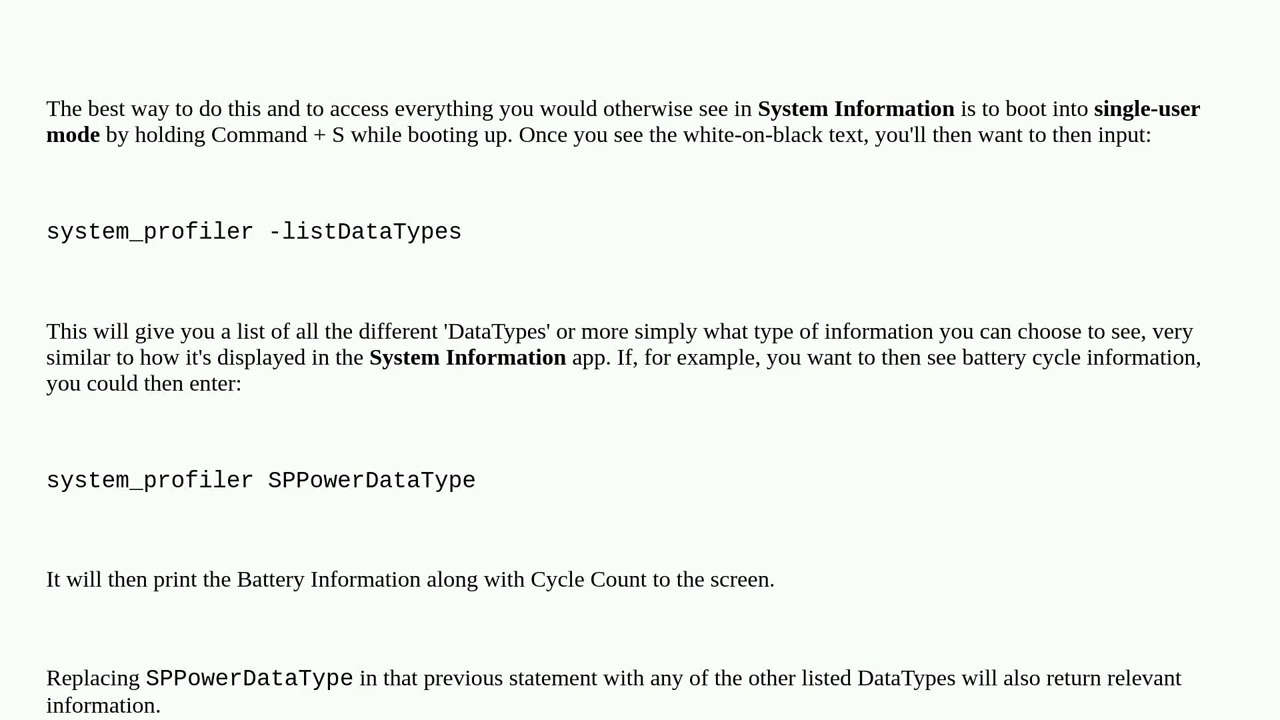 The best way to do this and to access everything you would otherwise see in System Information is to boot into single-user
mode by holding Command + S while booting up. Once you see the white-on-black text, you'll then want to then input:
system_profiler -listDataTypes
This will give you a list of all the different 'DataTypes' or more simply what type of information you can choose to see, very
similar to how it's displayed in the System Information app. If, for example, you want to then see battery cycle information,
you could then enter:
system_profiler SPPowerDataType
It will then print the Battery Information along with Cycle Count to the screen.
Replacing SPPowerDataType in that previous statement with any of the other listed DataTypes will also return relevant
information.